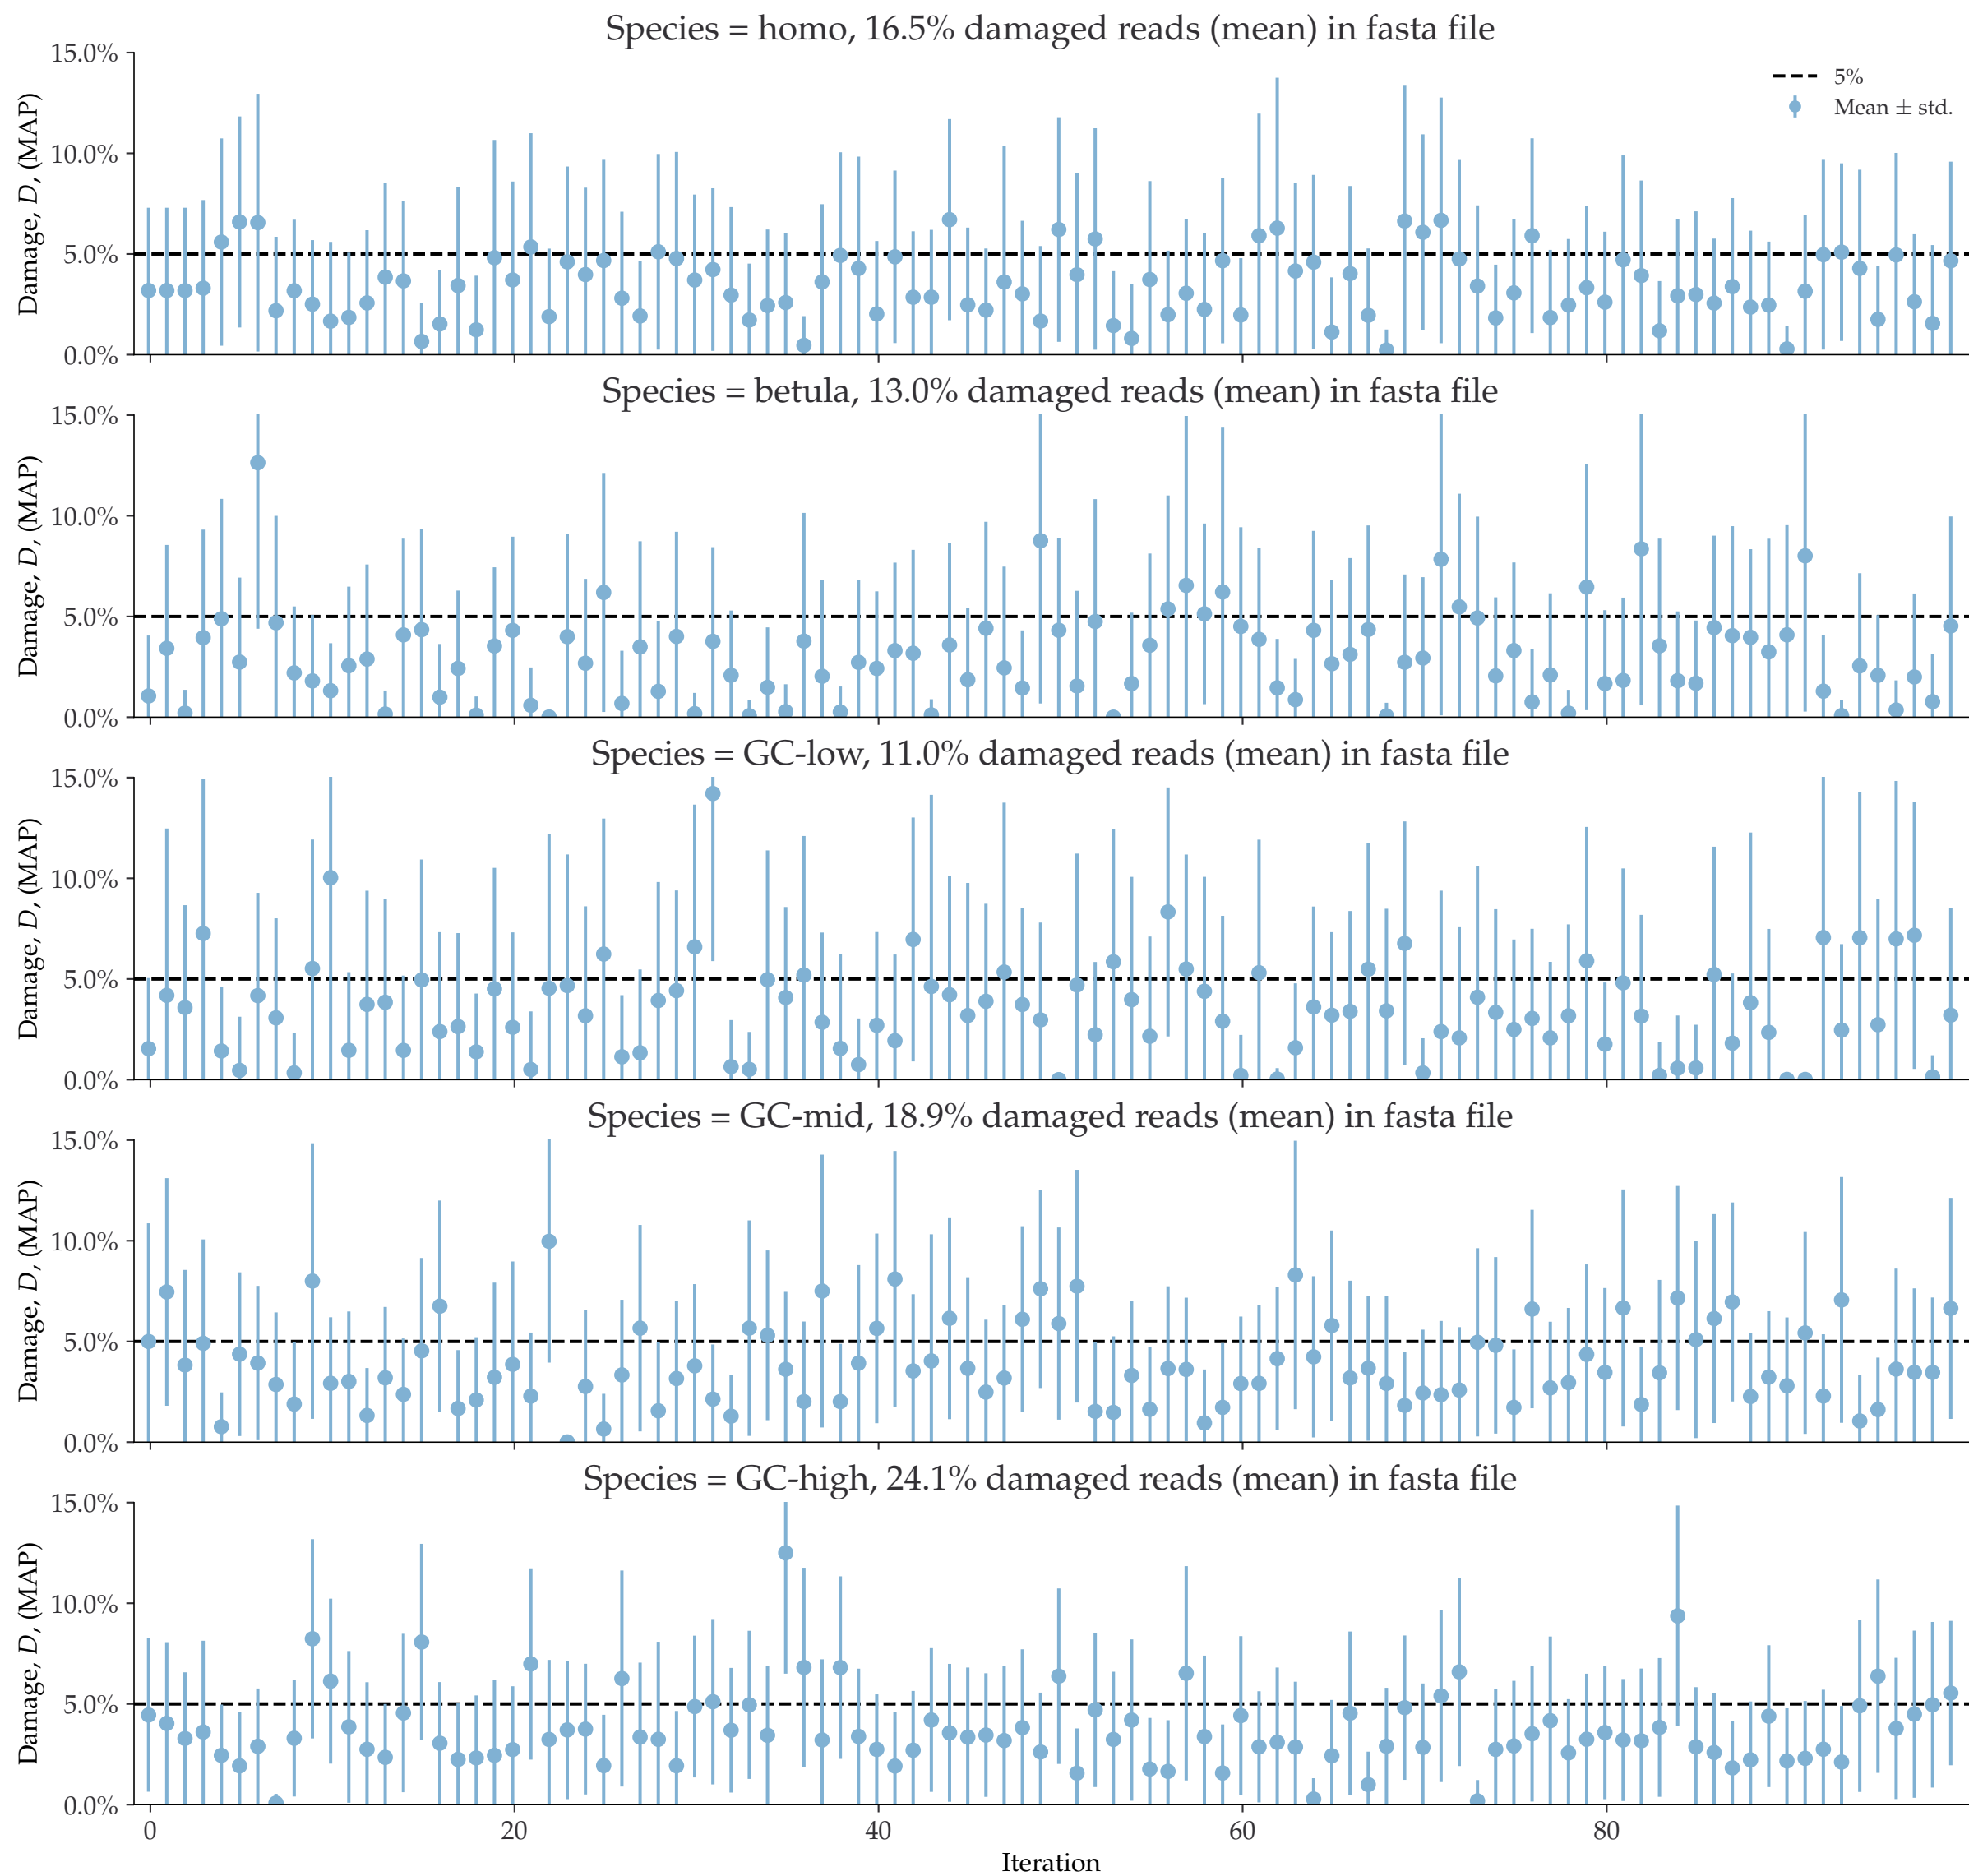 Species = homo, 16.5% damaged reads (mean) in fasta file
15.0%
10.0%
5.0%
0.0%
Damage, D, (MAP)
5%
Mean ± std.
Species = betula, 13.0% damaged reads (mean) in fasta file
15.0%
10.0%
5.0%
0.0%
Damage, D, (MAP)
Species = GC-low, 11.0% damaged reads (mean) in fasta file
15.0%
10.0%
5.0%
0.0%
Damage, D, (MAP)
Species = GC-mid, 18.9% damaged reads (mean) in fasta file
15.0%
10.0%
5.0%
0.0%
Damage, D, (MAP)
Species = GC-high, 24.1% damaged reads (mean) in fasta file
15.0%
10.0%
5.0%
0.0%
Damage, D, (MAP)
0 20 40 60 80
Iteration